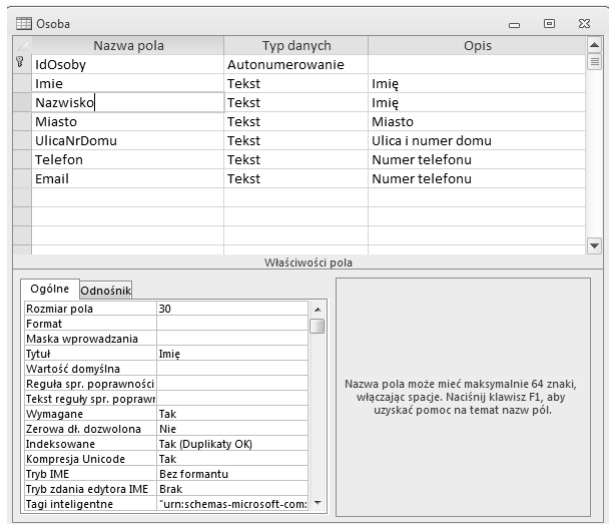 Osoba
Nazwa pola Typ danych Opis
IdOsoby Autonumerowanie
Imie Tekst Imię
Nazwisko Tekst Imię
Miasto Tekst Miasto
UlicaNrDomu Tekst Ulica i numer domu
Telefon Tekst Numer telefonu
Email Tekst Numer telefonu
Właściwości pola
Ogólne Odnośnik
Rozmiar pola 30
Format
Maska wprowadzania
Tytuł Imię
Wartość domyślna
Reguła spr. poprawności
Tekst reguły spr. popraw
Wymagane Tak
Zerowa dł. dozwolona Nie
Indeksowane Tak (Duplikaty OK)
Kompresja Unicode Tak
Tryb IME Bez formantu
Tryb zdania edytora IME Brak
Tagi inteligentne "urn:schemas-microsoft-com:
Nazwa pola może mieć maksymalnie 64 znaki,
włączając spacje. Naciśnij klawisz F1, aby
uzyskać pomoc na temat nazw pól.